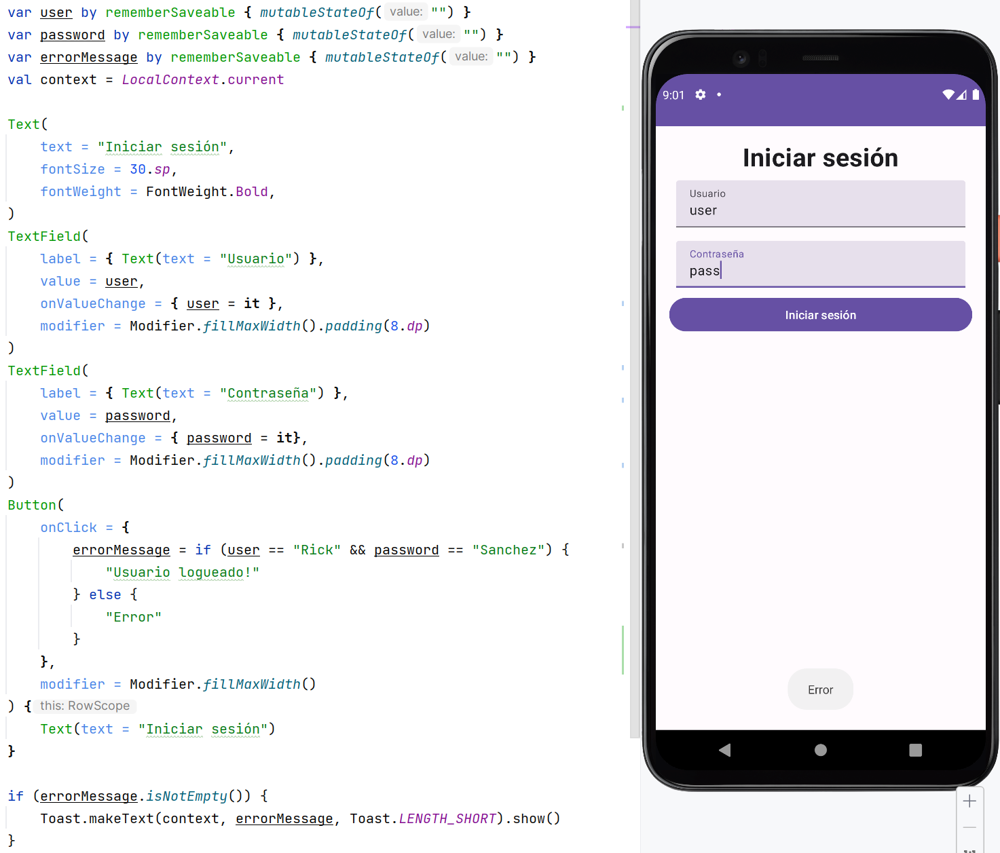 var user by rememberSaveable { mutableStateOf( value: "") }
var password by rememberSaveable { mutableStateOf( value: "") }
var errorMessage by rememberSaveable { mutableStateOf( value: "") }
val context = LocalContext.current
Text(
text = "Iniciar sesión",
fontSize = 30.sp,
fontWeight = FontWeight.Bold,
)
TextField(
label = { Text(text = "Usuario") },
value = user,
onValueChange = { user = it },
modifier = Modifier.fillMaxWidth().padding(8.dp)
)
TextField(
label = { Text(text = "Contraseña") },
value = password,
onValueChange = { password = it},
modifier = Modifier.fillMaxWidth().padding(8.dp)
)
Button(
onClick = {
errorMessage = if (user == "Rick" && password == "Sanchez") {
"Usuario logueado!"
} else {
"Error"
}
},
modifier = Modifier.fillMaxWidth()
) { this: RowScope
Text(text = "Iniciar sesión")
}
if (errorMessage.isNotEmpty()) {
Toast.makeText(context, errorMessage, Toast.LENGTH_SHORT).show()
}
9:01
Iniciar sesión
Usuario
user
Contraseña
pass
Iniciar sesión
Error